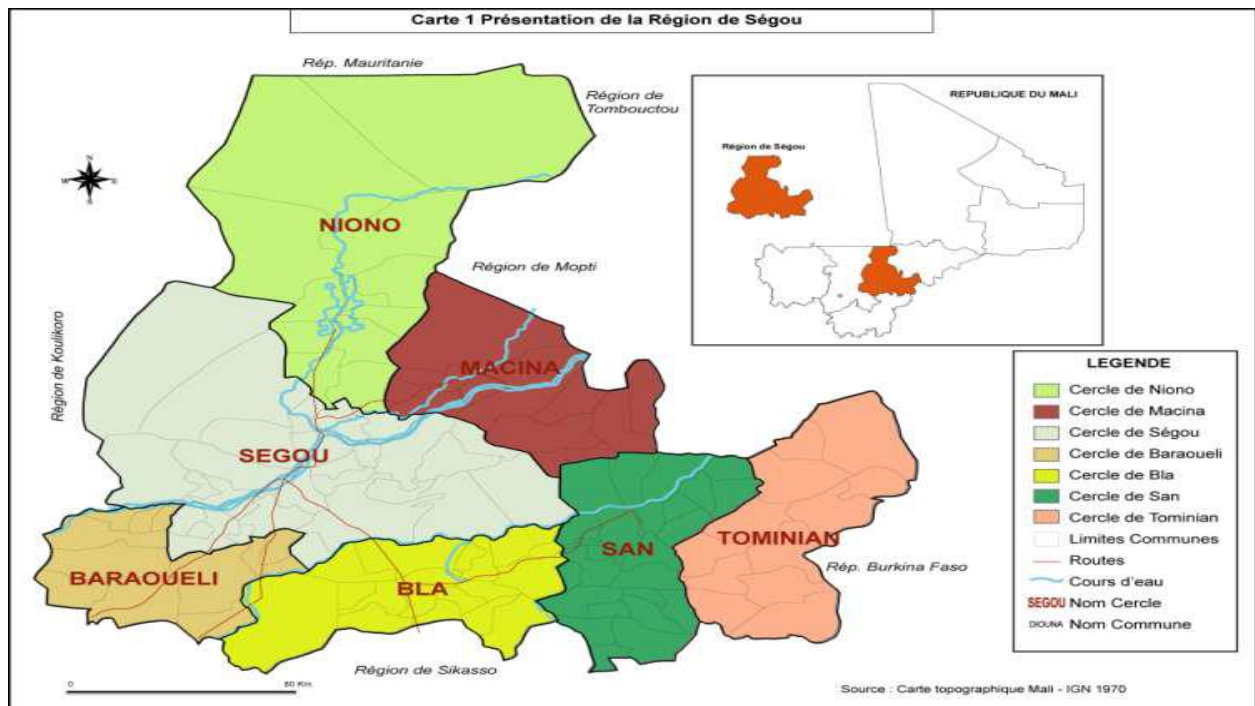 Carte 1 Présentation de la Région de Ségou
Rép. Mauritanie
Région de
Tombouctou
REPUBLIQUE DU MALI
Région de Ségou
N
W
E
S
NIONO
Région de Mopti
Région de Koulikoro
MACINA
SEGOU
BARAOUELI
BLA
SAN
TOMINIAN
Rép. Burkina Faso
Région de Sikasso
LEGENDE
Cercle de Niono
Cercle de Macina
Cercle de Ségou
Cercle de Baraoueli
Cercle de Bla
Cercle de San
Cercle de Tominian
Limites Communes
Routes
Cours d'eau
SEGOU Nom Cercle
DIOUNA Nom Commune
0 80 Km
Source : Carte topographique Mali - IGN 1970